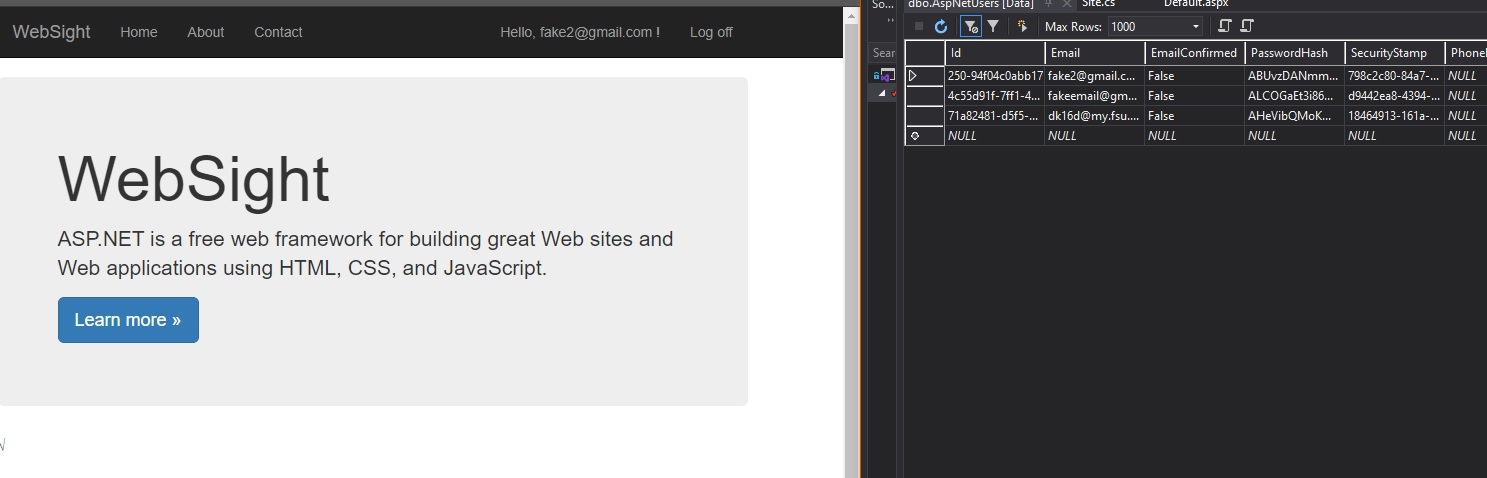 WebSight Home About Contact Hello, fake2@gmail.com ! Log off
WebSight
ASP.NET is a free web framework for building great Web sites and
Web applications using HTML, CSS, and JavaScript.
Learn more »
So...
Sear
dbo.AspNetUsers [Data] Site.cs Default.aspx
Max Rows: 1000
Id Email EmailConfirmed PasswordHash SecurityStamp
250-94f04c0abb17 fake2@gmail.c... False ABUvzDANmm... 798c2c80-84a7-... NULL
4c55d91f-7ff1-4... fakeemail@gm... False ALCOGaEt3i86... d9442ea8-4394-... NULL
71a82481-d5f5-... dk16d@my.fsu.... False AHeVibQMoK... 18464913-161a-... NULL
NULL NULL NULL NULL NULL NULL